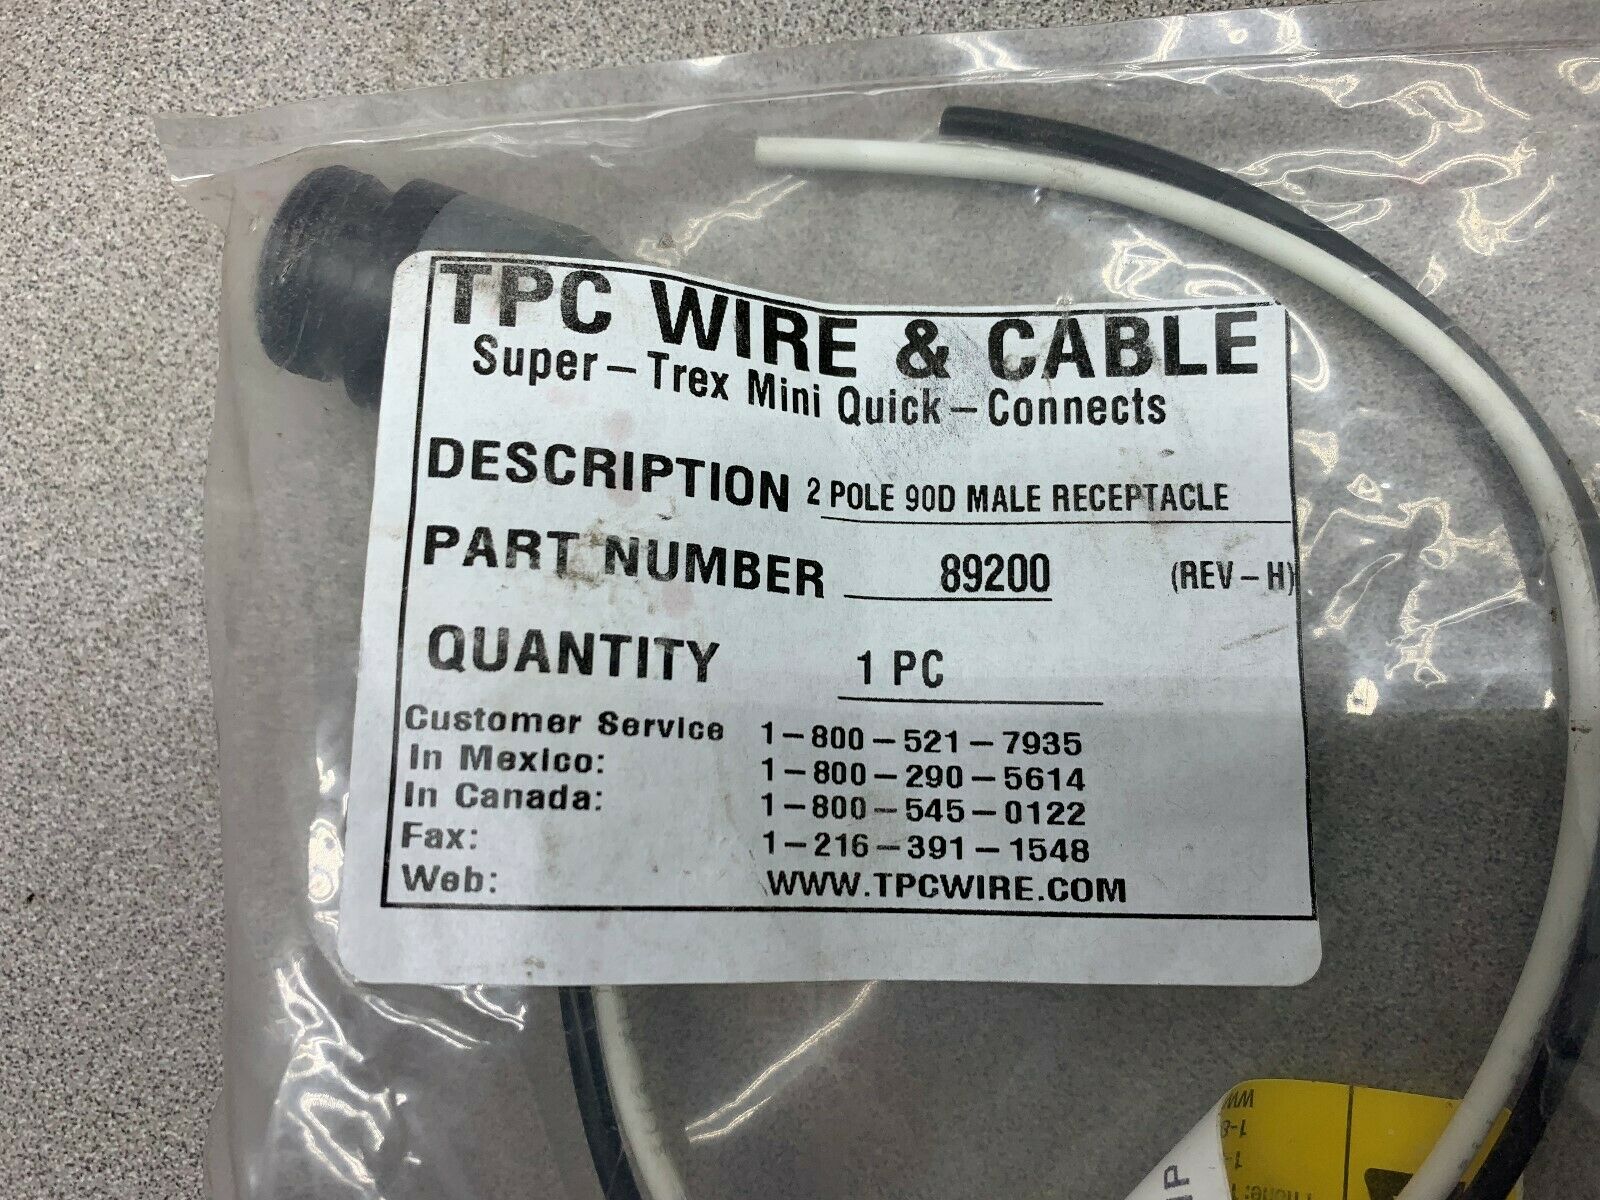 TPC WIRE & CABLE
Super-Trex Mini Quick-Connects
DESCRIPTION 2 POLE 90D MALE RECEPTACLE
PART NUMBER 89200 (REV-H)
QUANTITY 1 PC
Customer Service 1-800-521-7935
In Mexico: 1-800-290-5614
In Canada: 1-800-545-0122
Fax: 1-216-391-1548
Web: WWW.TPCWIRE.COM